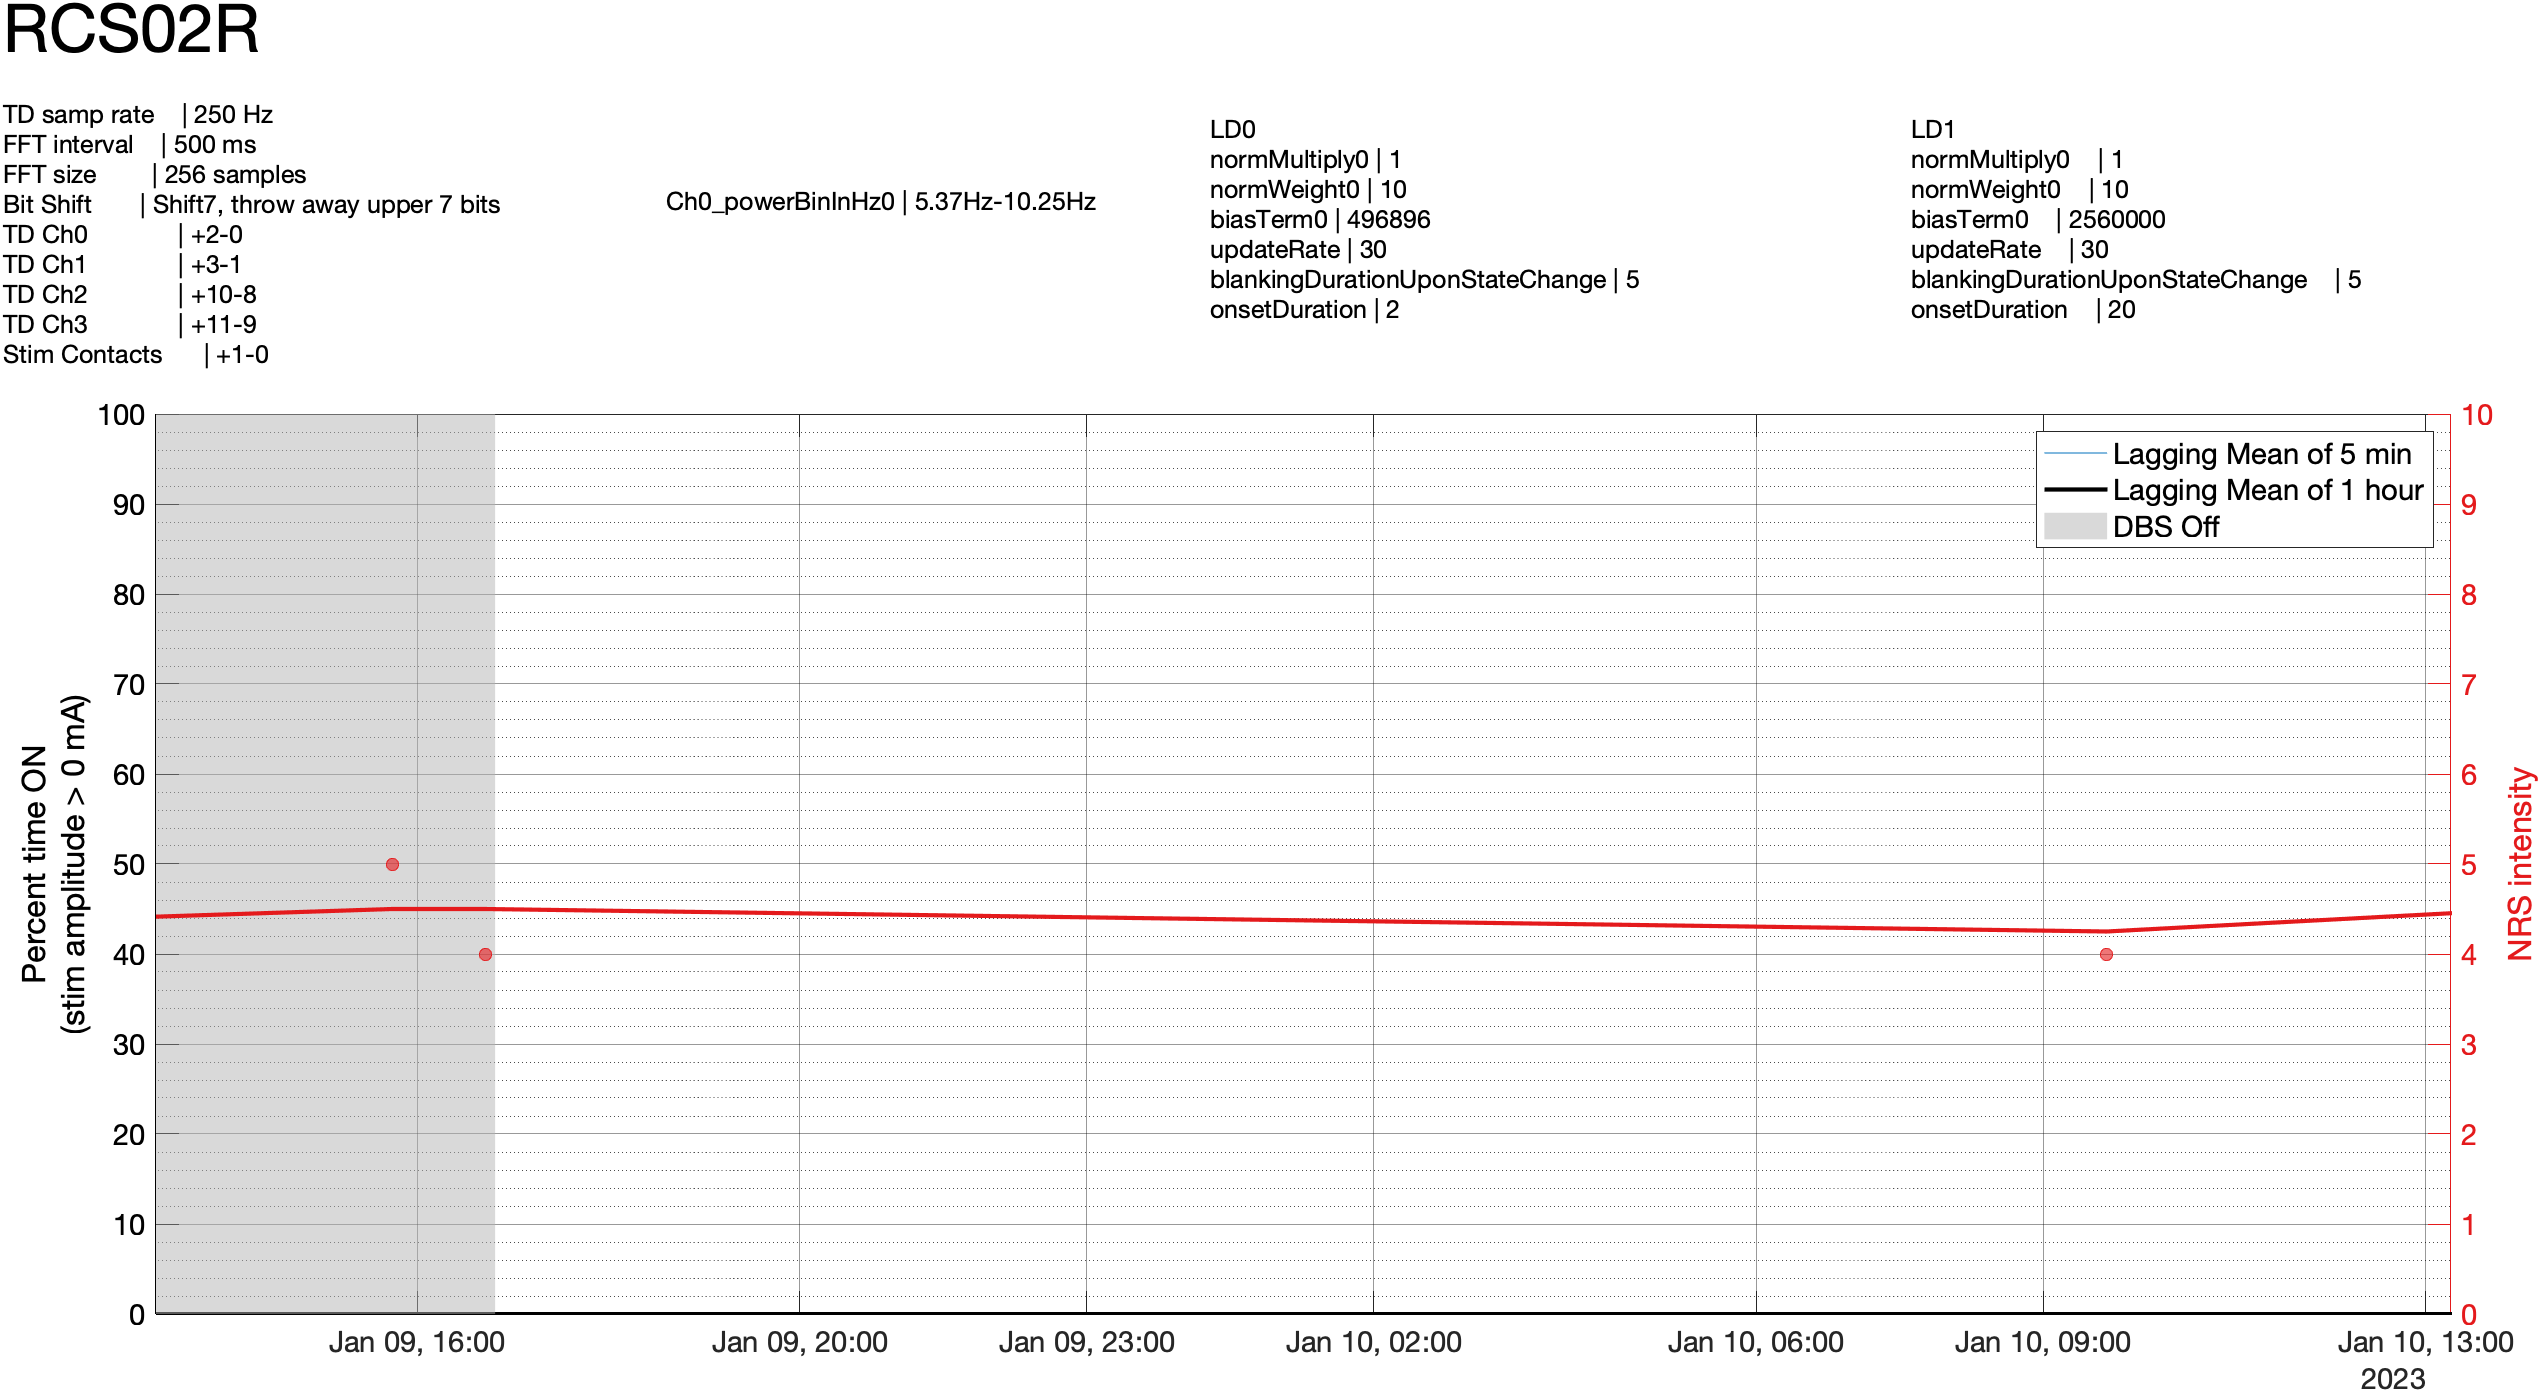 RCS02R
TD samp rate | 250 Hz
FFT interval | 500 ms
FFT size | 256 samples
Bit Shift | Shift7, throw away upper 7 bits
TD Ch0 | +2-0
TD Ch1 | +3-1
TD Ch2 | +10-8
TD Ch3 | +11-9
Stim Contacts | +1-0
Ch0_powerBinInHz0 | 5.37Hz-10.25Hz
LD0
normMultiply0 | 1
normWeight0 | 10
biasTerm0 | 496896
updateRate | 30
blankingDurationUponStateChange | 5
onsetDuration | 2
LD1
normMultiply0 | 1
normWeight0 | 10
biasTerm0 | 2560000
updateRate | 30
blankingDurationUponStateChange | 5
onsetDuration | 20
Percent time ON
(stim amplitude > 0 mA)
100
90
80
70
60
50
40
30
20
10
0
Lagging Mean of 5 min
Lagging Mean of 1 hour
DBS Off
10
9
8
7
6
5
4
3
2
1
0
NRS intensity
Jan 09, 16:00
Jan 09, 20:00
Jan 09, 23:00
Jan 10, 02:00
Jan 10, 06:00
Jan 10, 09:00
Jan 10, 13:00
2023